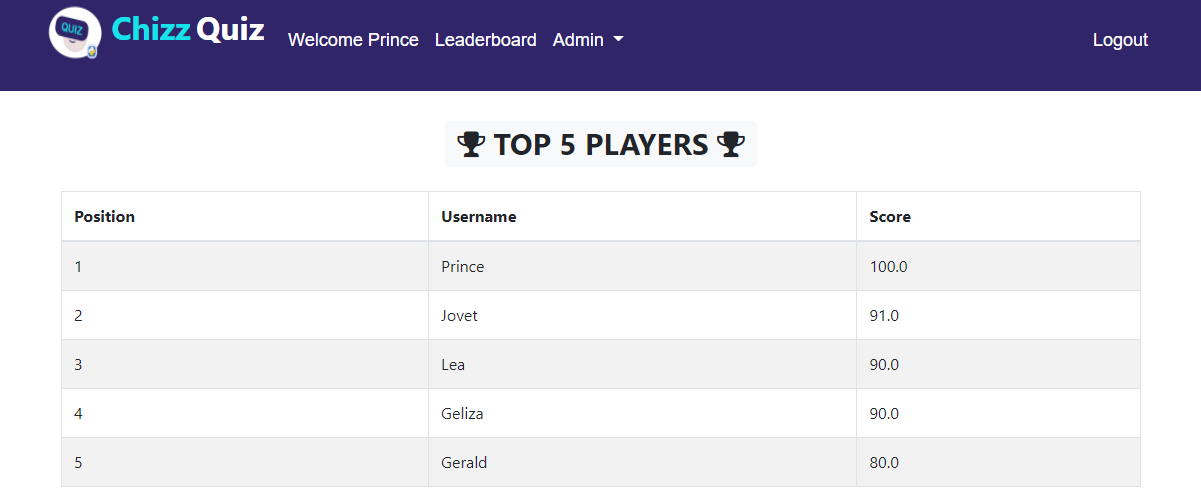 QUIZ
Chizz Quiz
Welcome Prince Leaderboard Admin Logout
TOP 5 PLAYERS
Position Username Score
1 Prince 100.0
2 Jovet 91.0
3 Lea 90.0
4 Geliza 90.0
5 Gerald 80.0